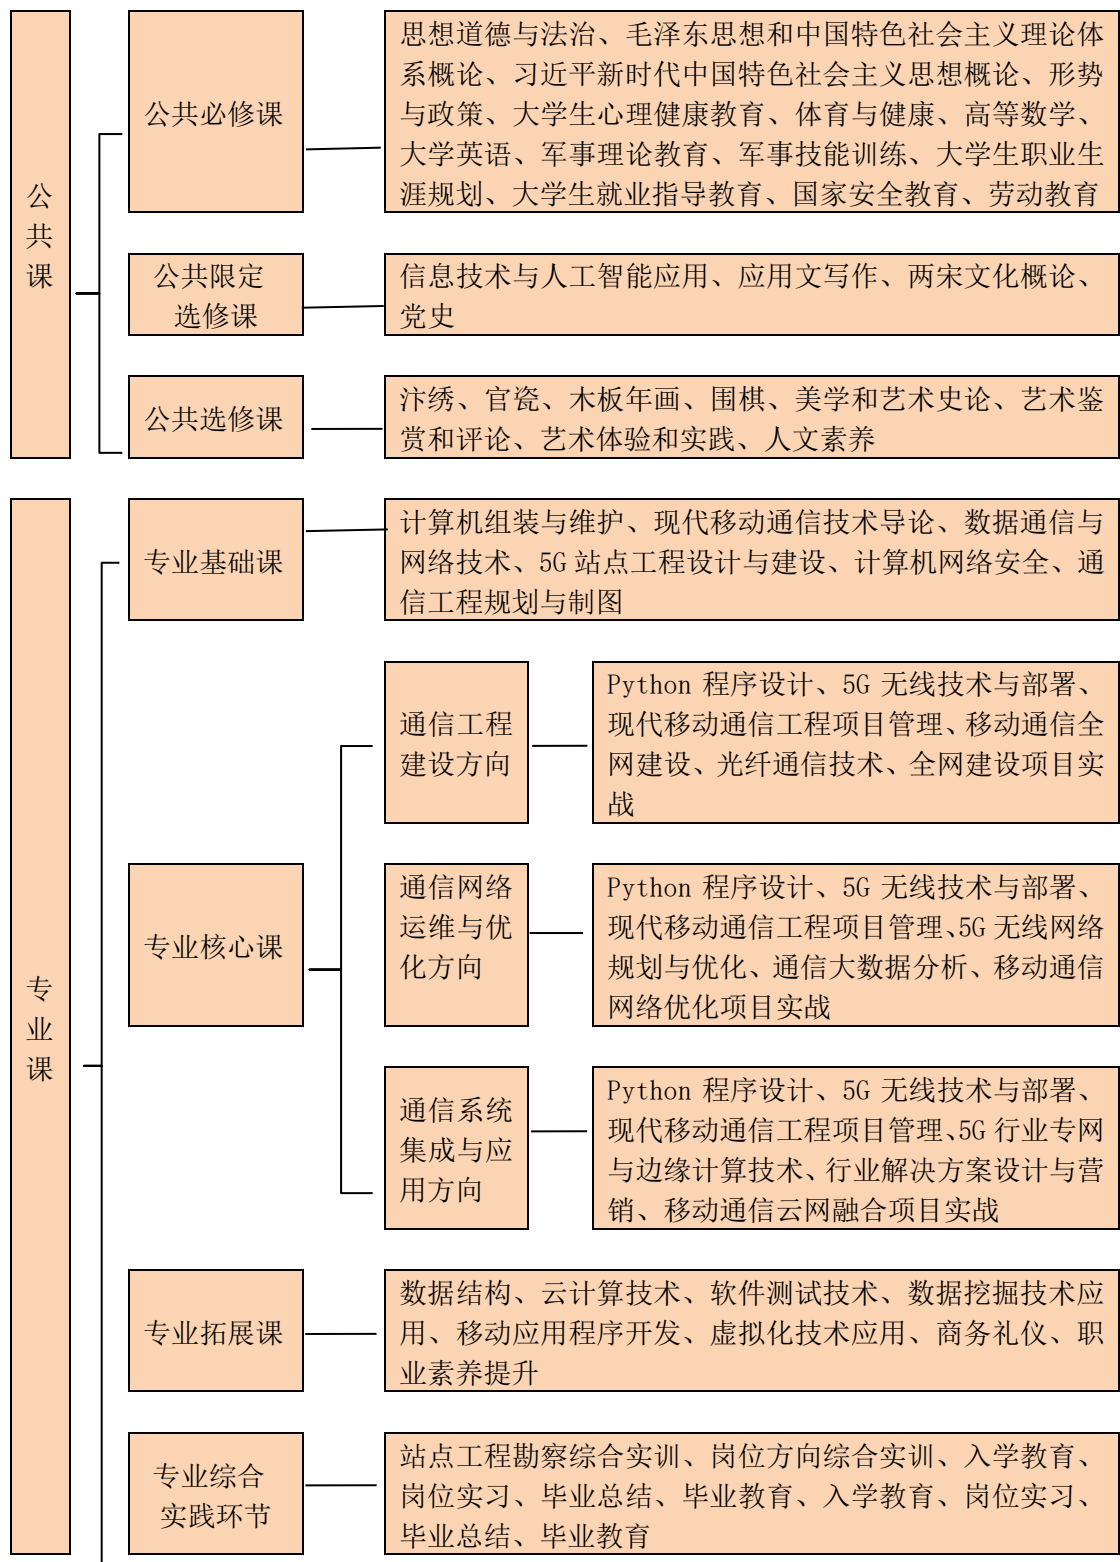 公共课
公共必修课
思想道德与法治、毛泽东思想和中国特色社会主义理论体
系概论、习近平新时代中国特色社会主义思想概论、形势
与政策、大学生心理健康教育、体育与健康、高等数学、
大学英语、军事理论教育、军事技能训练、大学生职业生
涯规划、大学生就业指导教育、国家安全教育、劳动教育
公共限定
选修课
信息技术与人工智能应用、应用文写作、两宋文化概论、
党史
公共选修课
汴绣、官瓷、木板年画、围棋、美学和艺术史论、艺术鉴
赏和评论、艺术体验和实践、人文素养
专业课
专业基础课
计算机组装与维护、现代移动通信技术导论、数据通信与
网络技术、5G 站点工程设计与建设、计算机网络安全、通
信工程规划与制图
专业核心课
通信工程
建设方向
Python 程序设计、5G 无线技术与部署、
现代移动通信工程项目管理、移动通信全
网建设、光纤通信技术、全网建设项目实
战
通信网络
运维与优
化方向
Python 程序设计、5G 无线技术与部署、
现代移动通信工程项目管理、5G 无线网络
规划与优化、通信大数据分析、移动通信
网络优化项目实战
通信系统
集成与应
用方向
Python 程序设计、5G 无线技术与部署、
现代移动通信工程项目管理、5G 行业专网
与边缘计算技术、行业解决方案设计与营
销、移动通信云网融合项目实战
专业拓展课
数据结构、云计算技术、软件测试技术、数据挖掘技术应
用、移动应用程序开发、虚拟化技术应用、商务礼仪、职
业素养提升
专业综合
实践环节
站点工程勘察综合实训、岗位方向综合实训、入学教育、
岗位实习、毕业总结、毕业教育、入学教育、岗位实习、
毕业总结、毕业教育